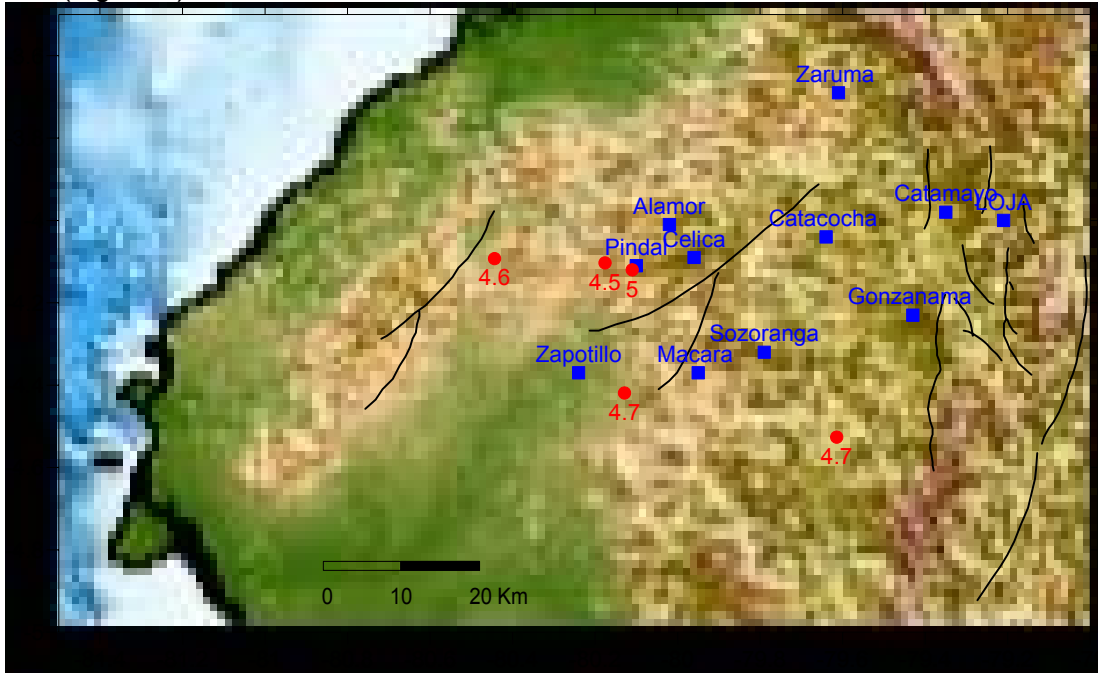 Zaruma
Catamayo
LOJA
Alamor
Catacocha
Celica
Pindal
4.6
4.5
5
Gonzanama
Sozoranga
Zapotillo
Macara
4.7
4.7
0
10
20 Km